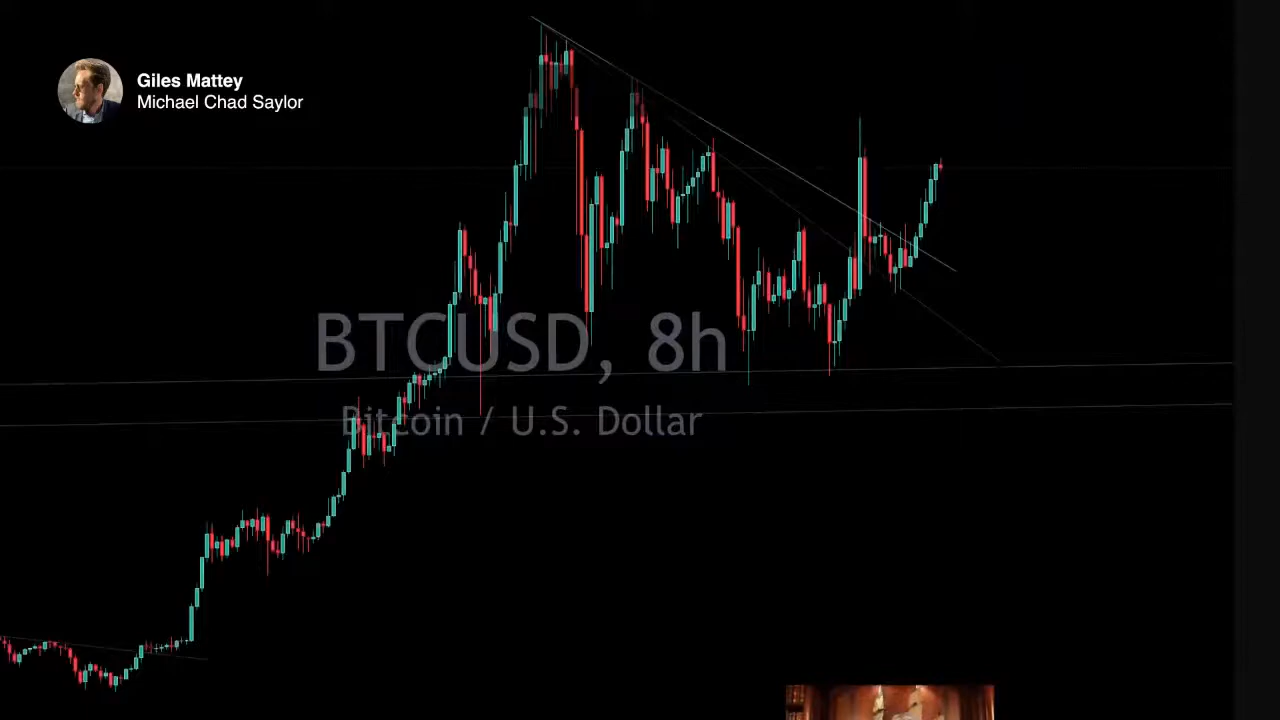 Giles Mattey
Michael Chad Saylor
BTCUSD, 8h
Bitcoin / U.S. Dollar